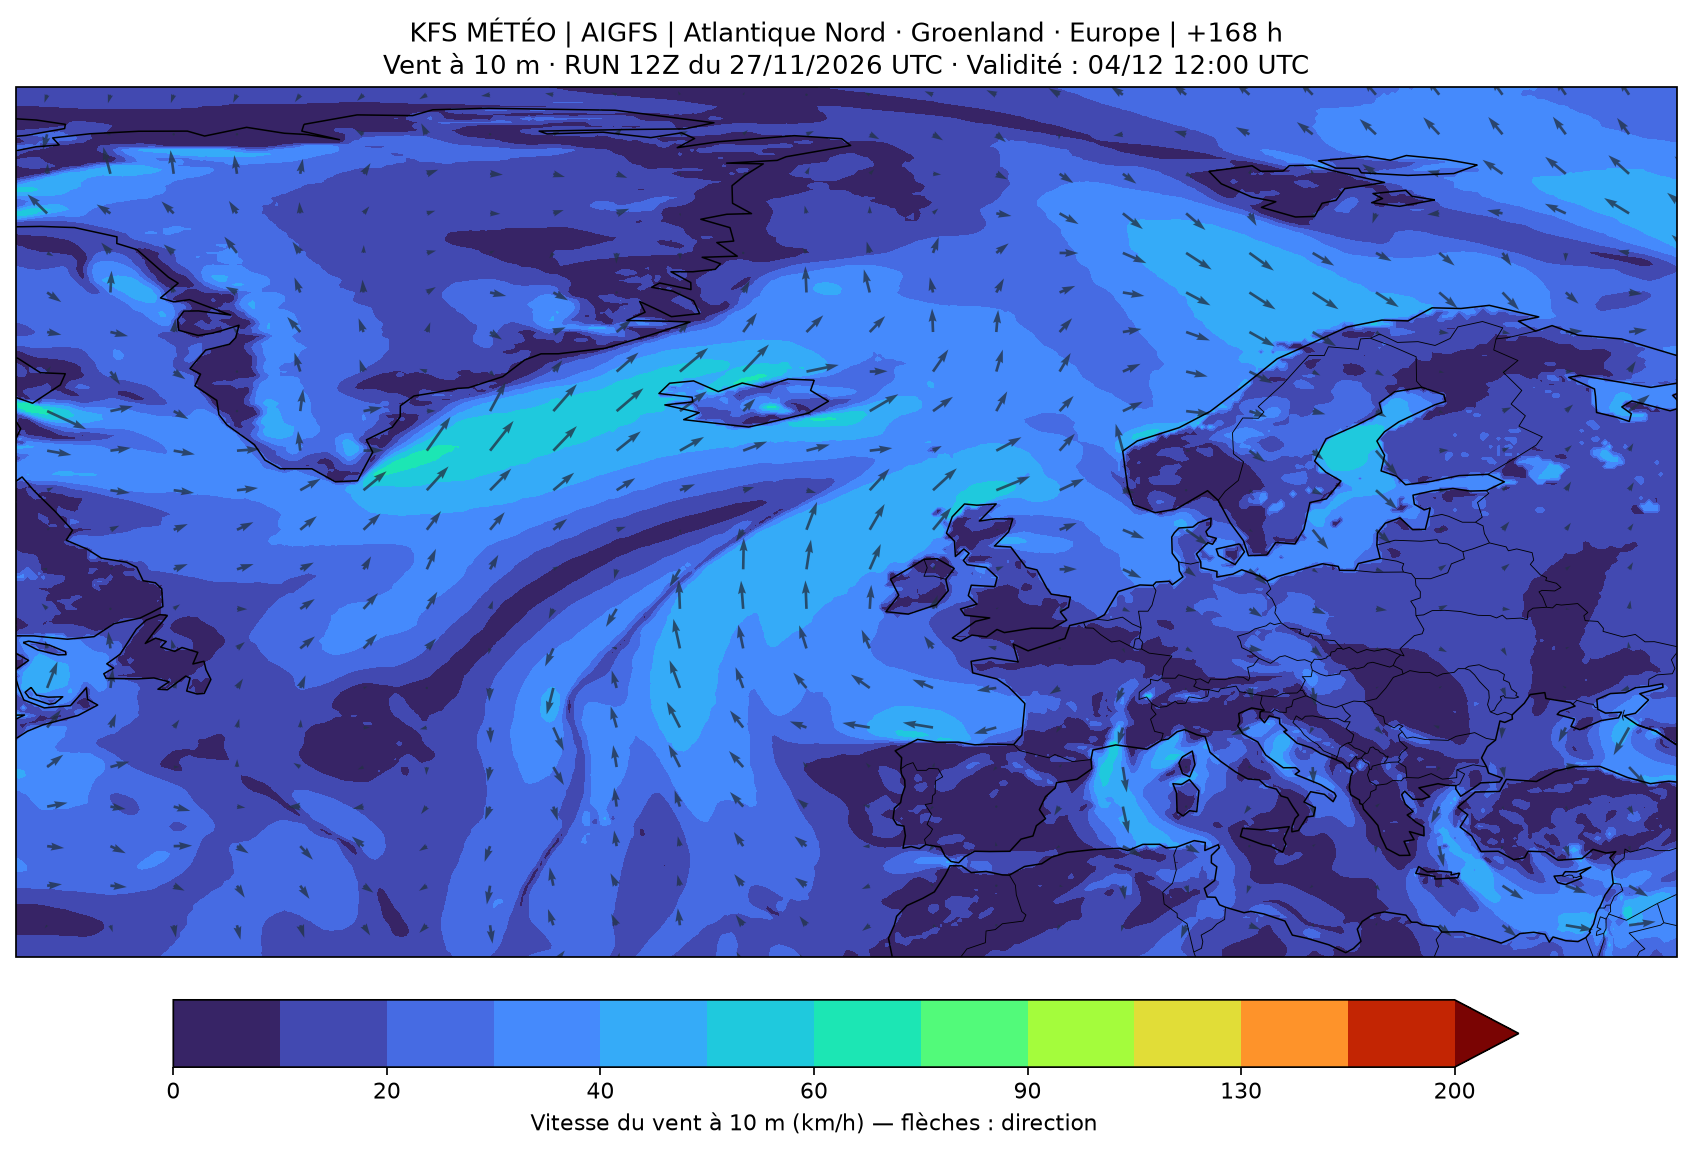 KFS MÉTÉO | AIGFS | Atlantique Nord · Groenland · Europe | +168 h
Vent à 10 m · RUN 12Z du 27/11/2026 UTC · Validité : 04/12 12:00 UTC
0 20 40 60 90 130 200
Vitesse du vent à 10 m (km/h) — flèches : direction